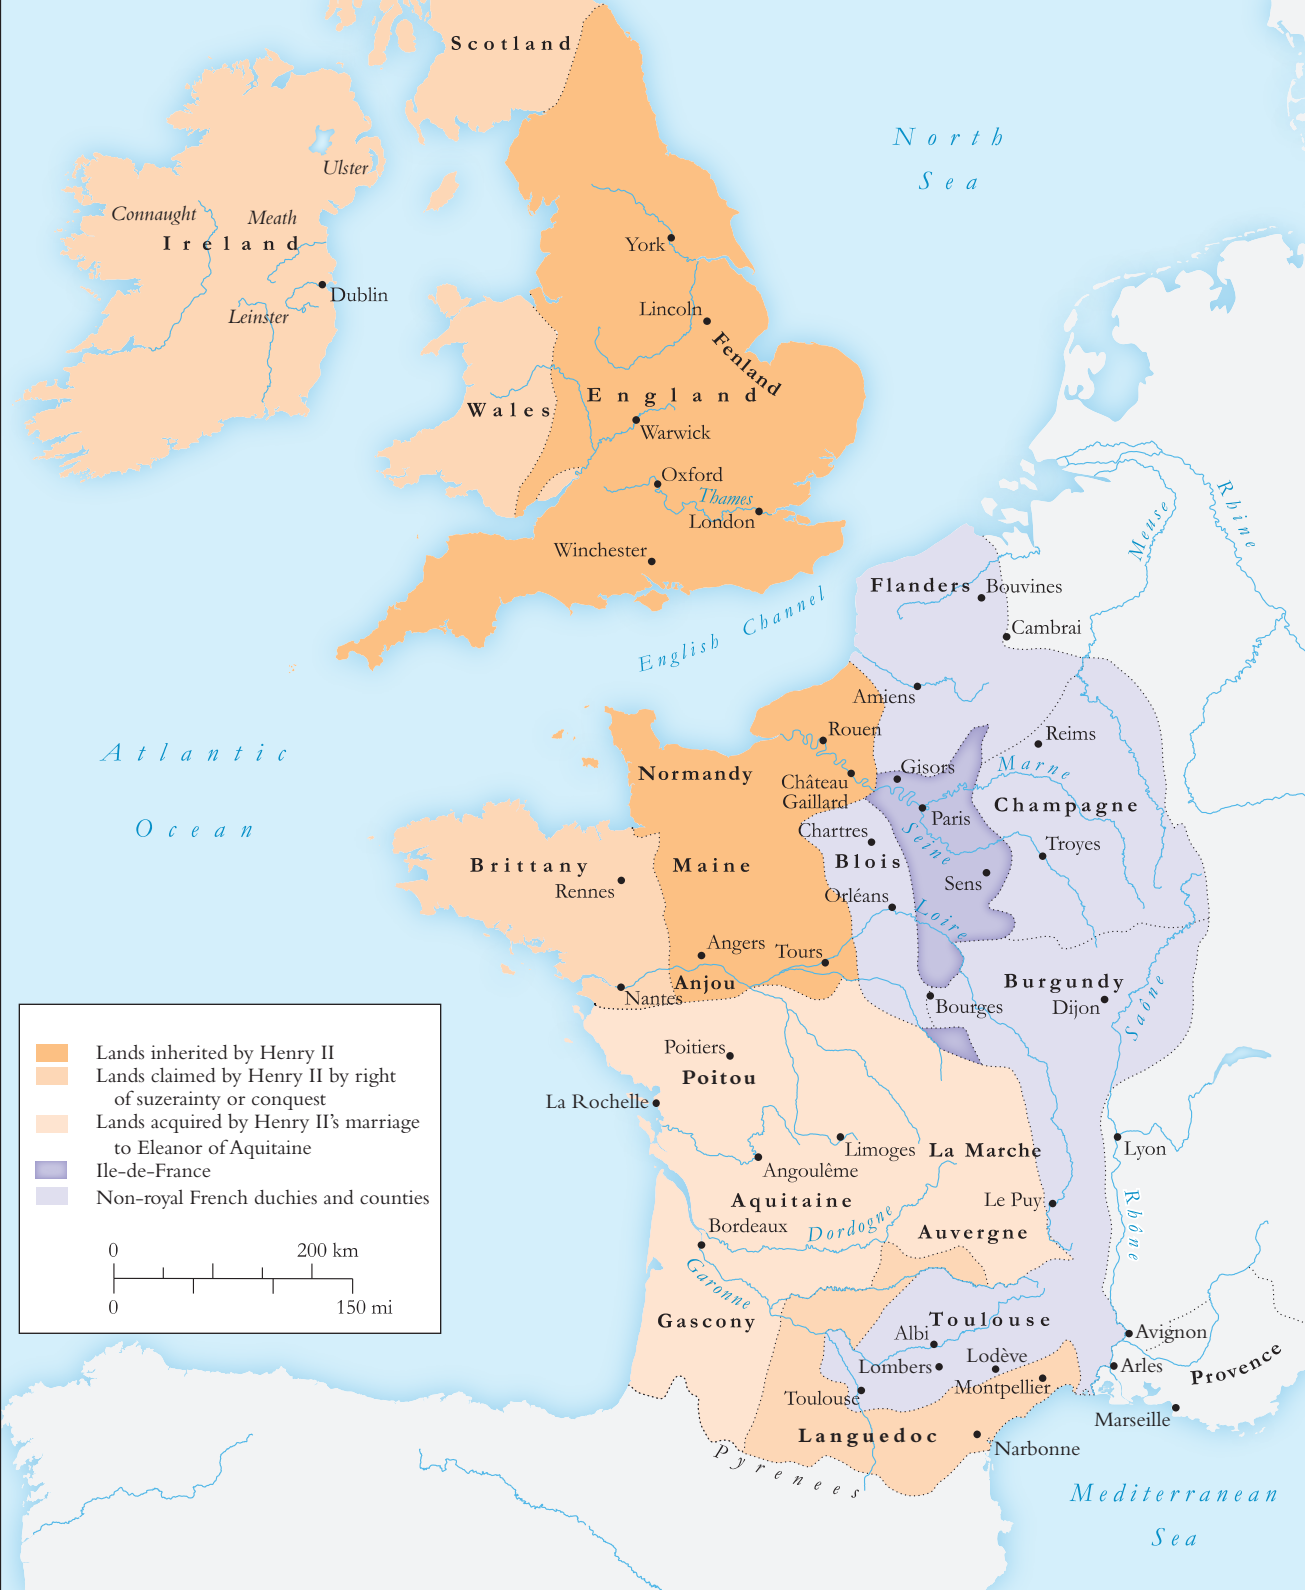 Scotland
North
Sea
Ulster
Connaught
Meath
Ireland
Dublin
Leinster
York
Lincoln
Fenland
England
Wales
Warwick
Oxford
Thames
London
Winchester
English Channel
Rhine
Meuse
Flanders
Bouvines
Cambrai
Amiens
Atlantic
Ocean
Rouen
Reims
Normandy
Château
Gaillard
Gisors
Marne
Champagne
Paris
Seine
Chartres
Blois
Troyes
Sens
Brittany
Rennes
Maine
Orléans
Loire
Angers
Tours
Anjou
Nantes
Burgundy
Dijon
Saône
Bourges
Poitiers
Poitou
La Rochelle
Limoges
La Marche
Lyon
Angoulême
Aquitaine
Le Puy
Rhône
Bordeaux
Dordogne
Auvergne
Garonne
Gascony
Toulouse
Albi
Avignon
Lombers
Lodève
Arles
Provence
Toulouse
Montpellier
Marseille
Languedoc
Narbonne
Pyrenees
Mediterranean
Sea
Lands inherited by Henry II
Lands claimed by Henry II by right
of suzerainty or conquest
Lands acquired by Henry II's marriage
to Eleanor of Aquitaine
Ile-de-France
Non-royal French duchies and counties
0 200 km
0 150 mi